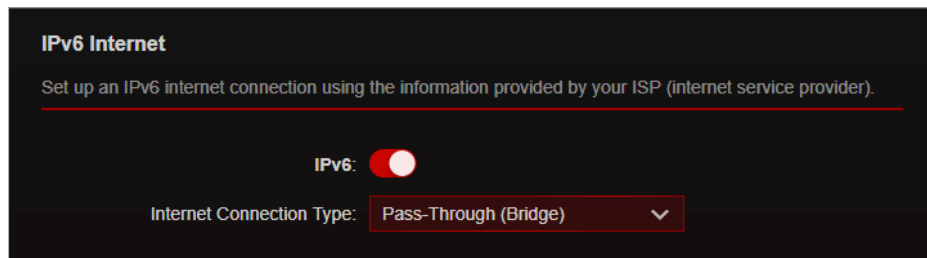 IPv6 Internet
Set up an IPv6 internet connection using the information provided by your ISP (internet service provider).
IPv6:
Internet Connection Type: Pass-Through (Bridge)